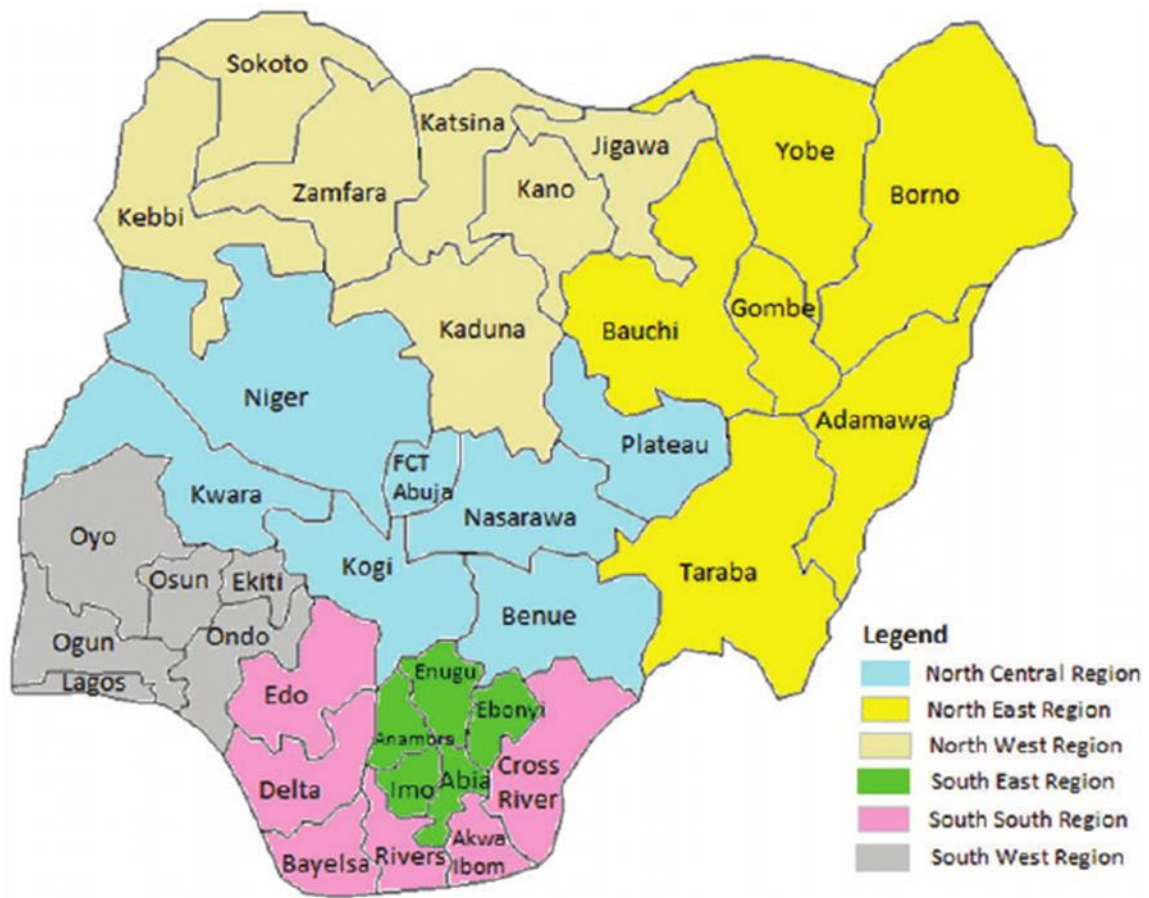 Sokoto
Katsina
Jigawa
Yobe
Kano
Zamfara
Borno
Kebbi
Gombe
Kaduna
Bauchi
Niger
Adamawa
Plateau
FCT
Abuja
Kwara
Nasarawa
Oyo
Kogi
Taraba
Osun
Ekiti
Benue
Ogun
Ondo
Lagos
Enugu
Edo
Ebonyi
Anambrs
Cross
River
Delta
Imo
Abia
Akwa
Ibom
Bayelsa
Rivers
Legend
North Central Region
North East Region
North West Region
South East Region
South South Region
South West Region